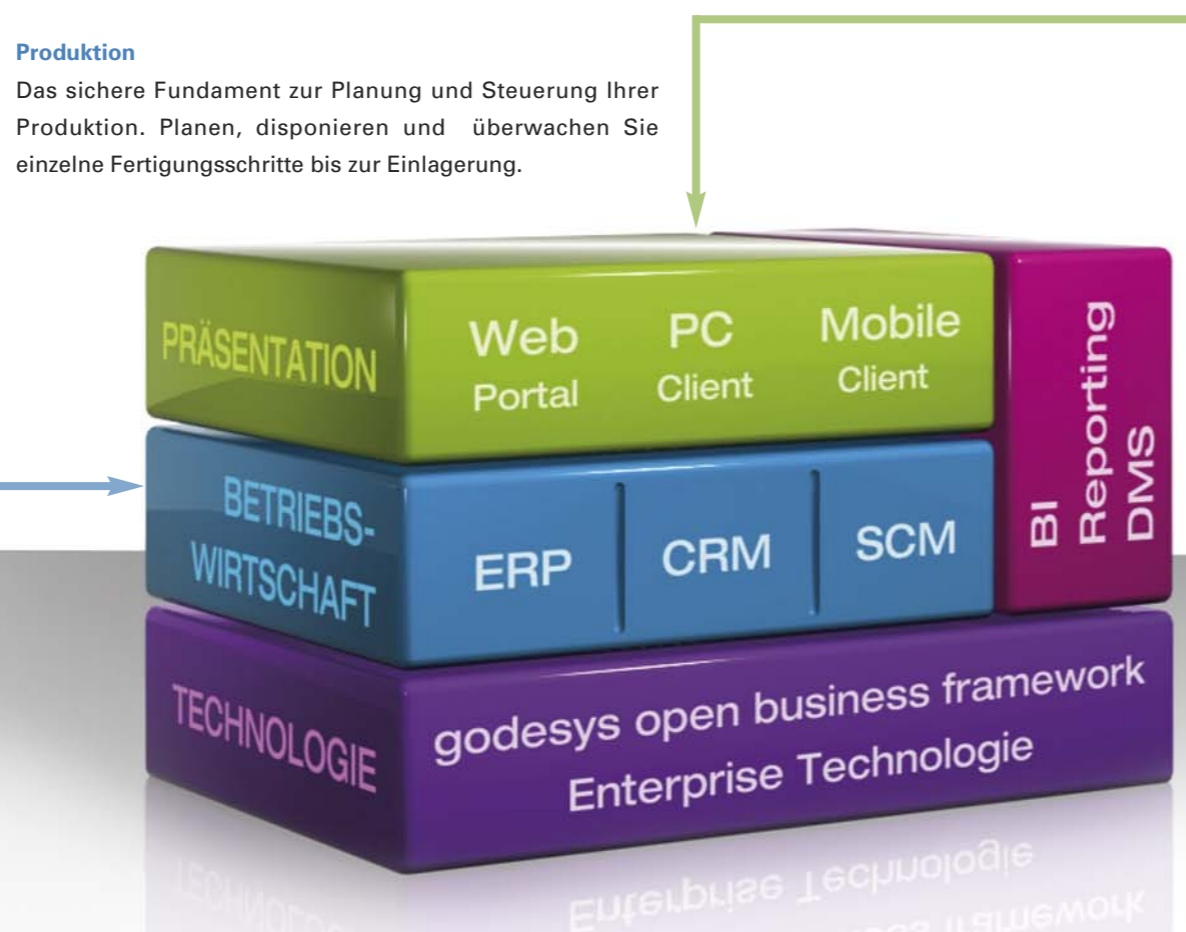 Produktion
Das sichere Fundament zur Planung und Steuerung Ihrer
Produktion. Planen, disponieren und überwachen Sie
einzelne Fertigungsschritte bis zur Einlagerung.
PRÄSENTATION
Web
Portal
PC
Client
Mobile
Client
BI
Reporting
DMS
BETRIEBS-
WIRTSCHAFT
ERP
CRM
SCM
TECHNOLOGIE
godesys open business framework
Enterprise Technologie